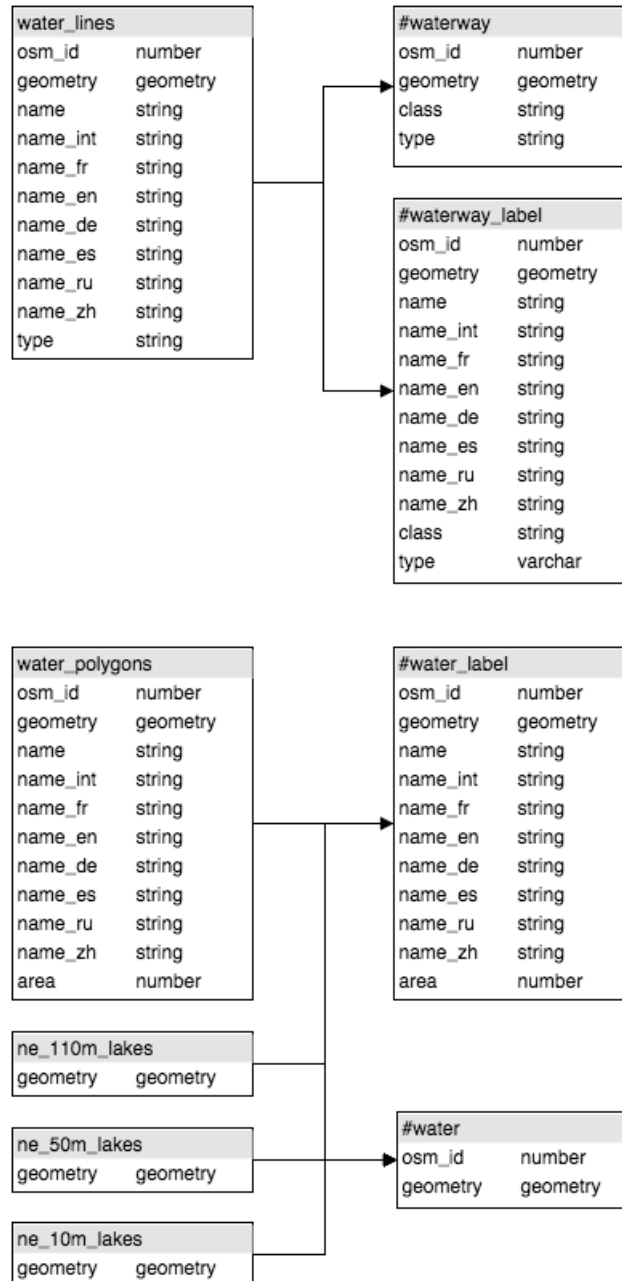 water_lines
osm_id number
geometry geometry
name string
name_int string
name_fr string
name_en string
name_de string
name_es string
name_ru string
name_zh string
type string
#waterway
osm_id number
geometry geometry
class string
type string
#waterway_label
osm_id number
geometry geometry
name string
name_int string
name_fr string
name_en string
name_de string
name_es string
name_ru string
name_zh string
class string
type varchar
water_polygons
osm_id number
geometry geometry
name string
name_int string
name_fr string
name_en string
name_de string
name_es string
name_ru string
name_zh string
area number
#water_label
osm_id number
geometry geometry
name string
name_int string
name_fr string
name_en string
name_de string
name_es string
name_ru string
name_zh string
area number
ne_110m_lakes
geometry geometry
ne_50m_lakes
geometry geometry
ne_10m_lakes
geometry geometry
#water
osm_id number
geometry geometry